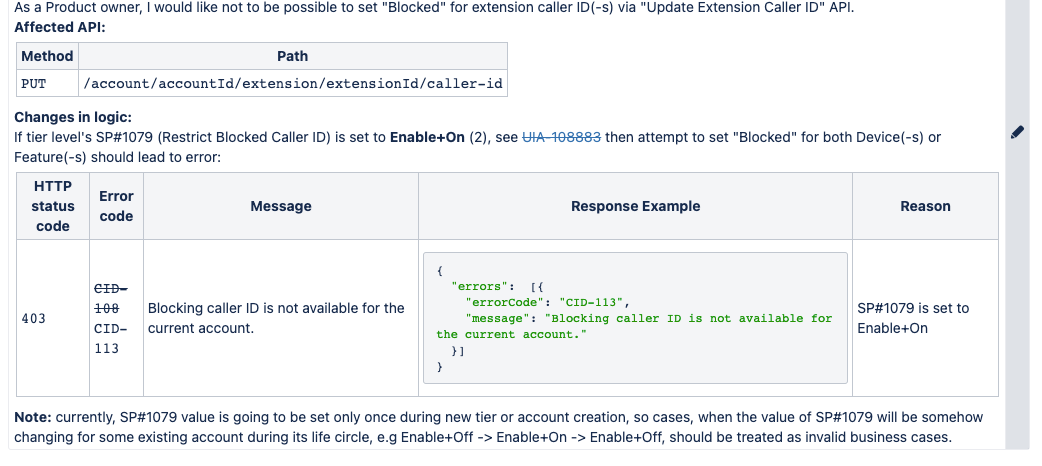 As a Product owner, I would like not to be possible to set "Blocked" for extension caller ID(-s) via "Update Extension Caller ID" API.
Affected API:
Method Path
PUT /account/accountId/extension/extensionId/caller-id
Changes in logic:
If tier level's SP#1079 (Restrict Blocked Caller ID) is set to Enable+On (2), see UIA-108883 then attempt to set "Blocked" for both Device(-s) or
Feature(-s) should lead to error:
HTTP
status
code
Error
code
Message
Response Example
Reason
403
CID-
108
CID-
113
Blocking caller ID is not available for the
current account.
{
"errors": [{
"errorCode": "CID-113",
"message": "Blocking caller ID is not available for
the current account."
}]
}
SP#1079 is set to
Enable+On
Note: currently, SP#1079 value is going to be set only once during new tier or account creation, so cases, when the value of SP#1079 will be somehow
changing for some existing account during its life circle, e.g Enable+Off -> Enable+On -> Enable+Off, should be treated as invalid business cases.